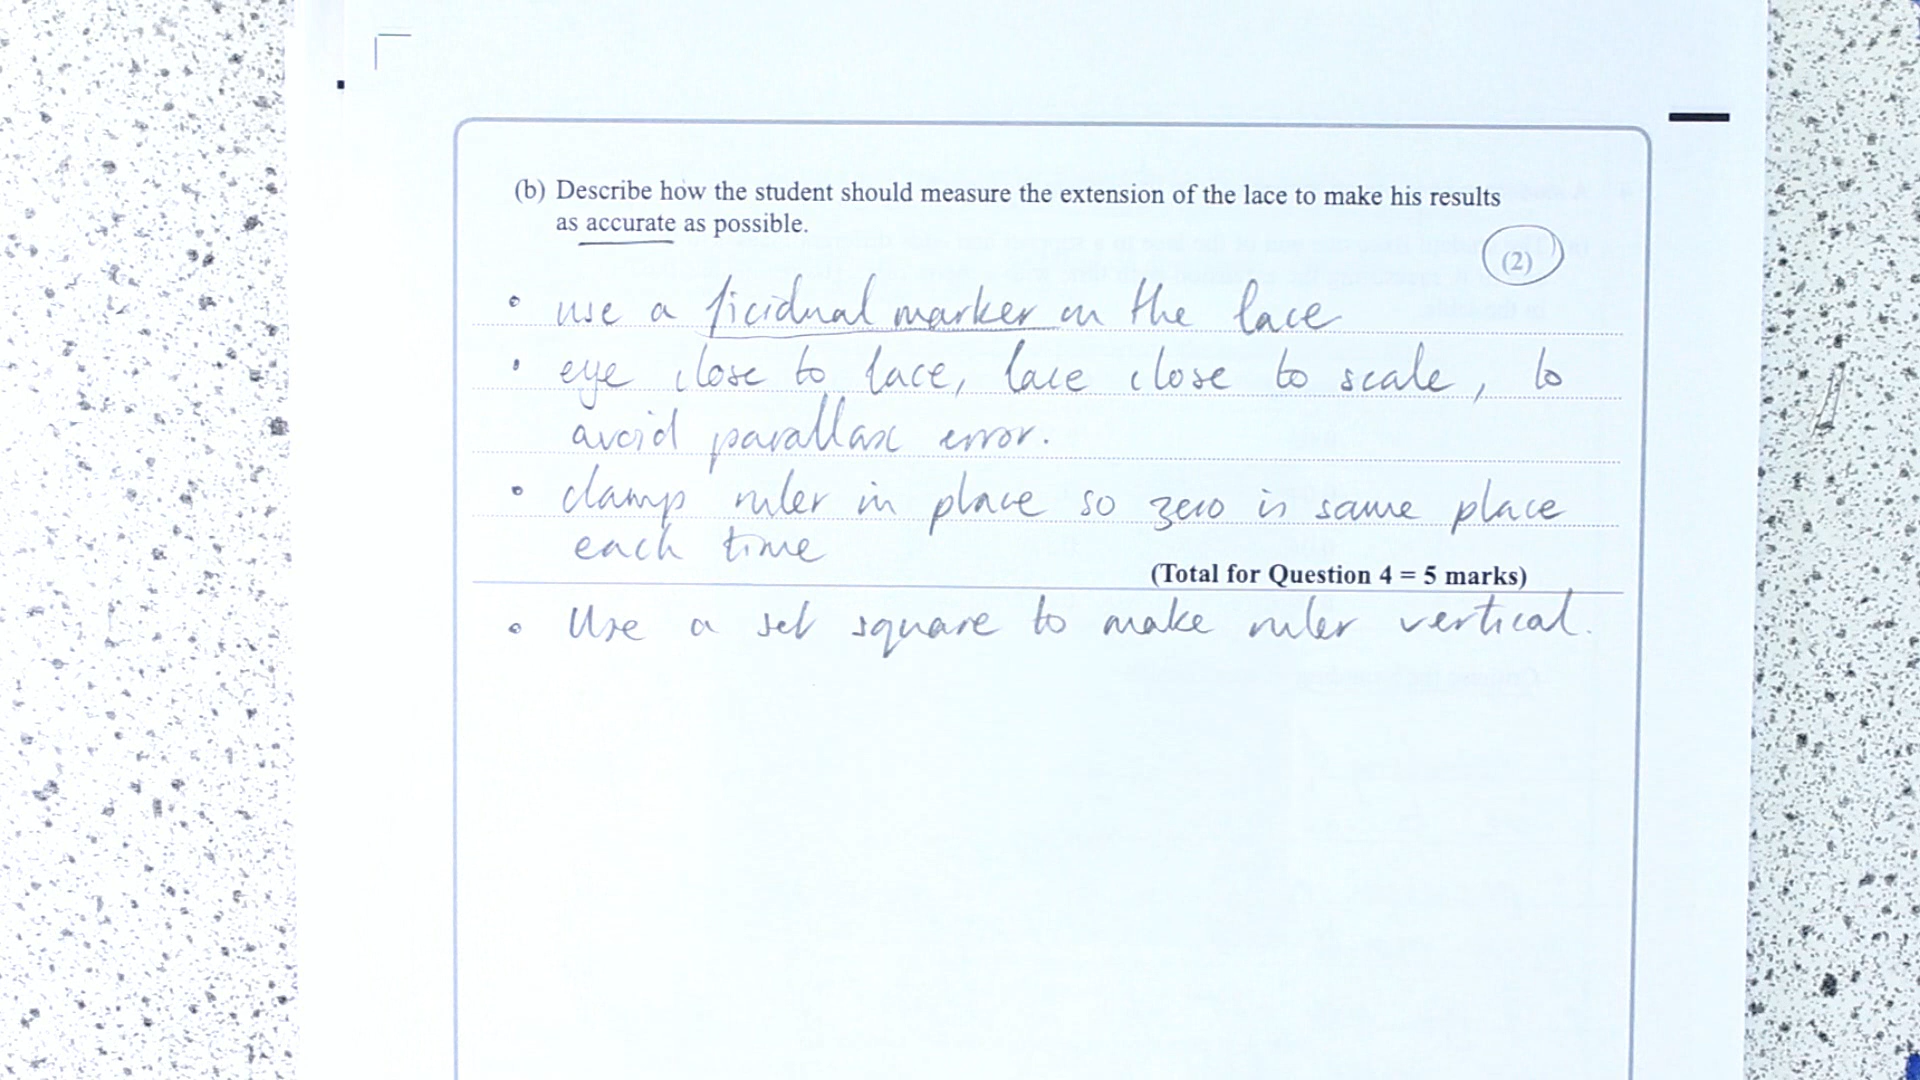 (b) Describe how the student should measure the extension of the lace to make his results
as accurate as possible.
(2)
• use a ficidual marker on the lace
• eye close to lace, lace close to scale, to
avoid parallax error.
• clamp ruler in place so zero is same place
each time
(Total for Question 4 = 5 marks)
• Use a set square to make ruler vertical.